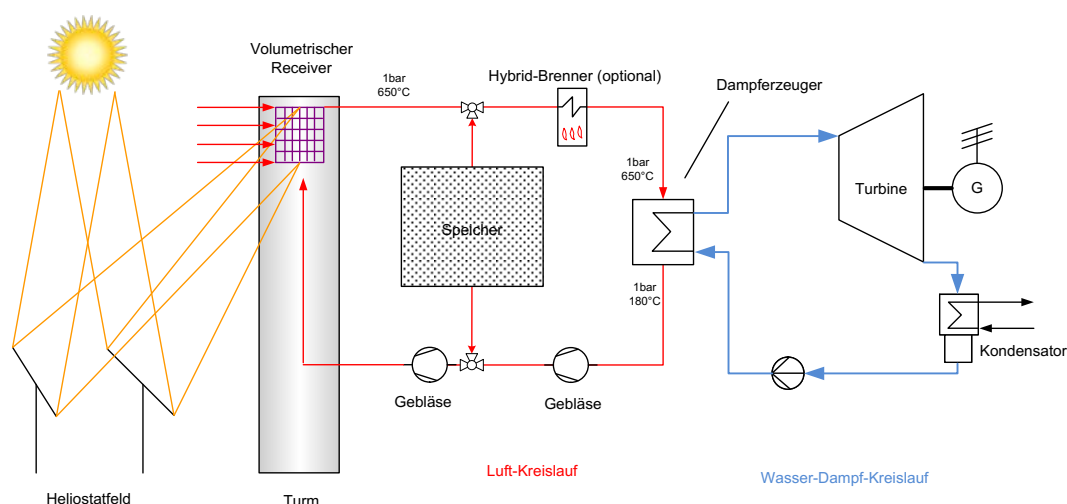 Volumetrischer
Receiver
1bar
650°C
Hybrid-Brenner (optional)
Dampferzeuger
1bar
650°C
Turbine
G
Speicher
1bar
180°C
Kondensator
Gebläse
Gebläse
Luft-Kreislauf
Wasser-Dampf-Kreislauf
Heliostatfeld
Turm